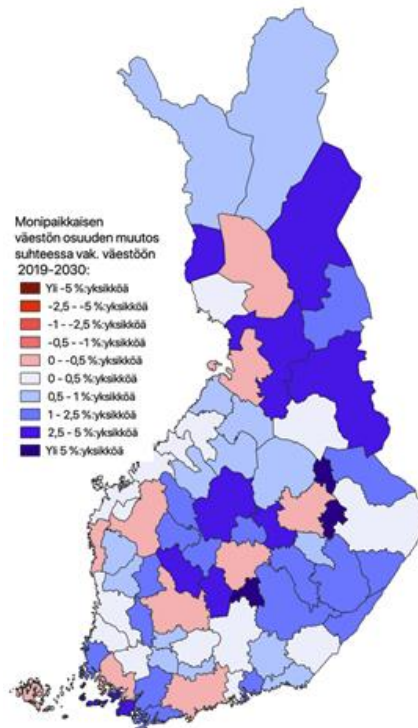 Monipaikkaisen
väestön osuuden muutos
suhteessa vak. väestöön
2019-2030:
Yli -5 %:yksikköä
-2,5 - -5 %:yksikköä
-1 - -2,5 %:yksikköä
-0,5 - -1 %:yksikköä
0 - -0,5 %:yksikköä
0 - 0,5 %:yksikköä
0,5 - 1 %:yksikköä
1 - 2,5 %:yksikköä
2,5 - 5 %:yksikköä
Yli 5 %:yksikköä